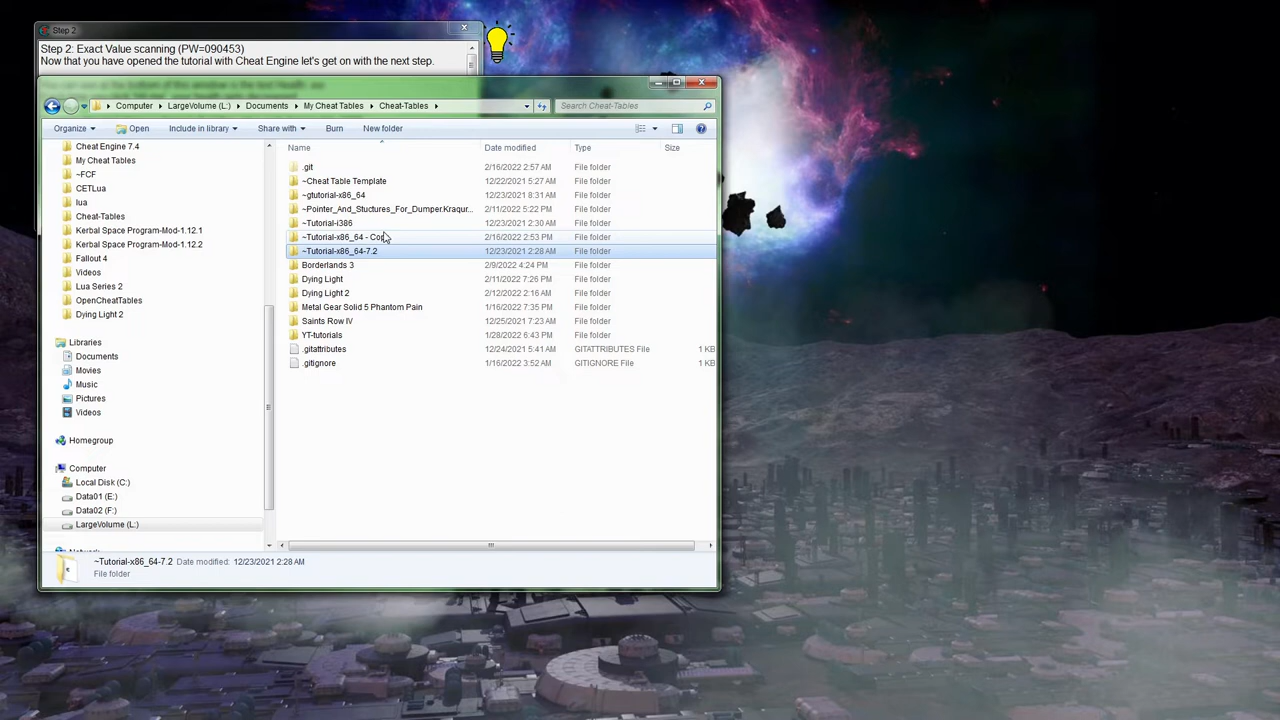 Step 2
Step 2: Exact Value scanning (PW=090453)
Now that you have opened the tutorial with Cheat Engine let's get on with the next step.
Computer LargeVolume (L:) Documents My Cheat Tables Cheat-Tables
Search Cheat-Tables
Organize Open Include in library Share with Burn New folder
Name Date modified Type Size
Cheat Engine 7.4
My Cheat Tables
~FCF
CETLua
lua
Cheat-Tables
Kerbal Space Program-Mod-1.12.1
Kerbal Space Program-Mod-1.12.2
Fallout 4
Videos
Lua Series 2
OpenCheatTables
Dying Light 2
Libraries
Documents
Movies
Music
Pictures
Videos
Homegroup
Computer
Local Disk (C:)
Data01 (E:)
Data02 (F:)
LargeVolume (L:)
.git 2/16/2022 2:57 AM File folder
~Cheat Table Template 12/22/2021 5:27 AM File folder
~gtutorial-x86_64 12/23/2021 8:31 AM File folder
~Pointer_And_Stuctures_For_Dumper.Kraqur... 2/11/2022 5:22 PM File folder
~Tutorial-i386 12/23/2021 2:30 AM File folder
~Tutorial-x86_64 - Cop 2/16/2022 2:53 PM File folder
~Tutorial-x86_64-7.2 12/23/2021 2:28 AM File folder
Borderlands 3 2/9/2022 4:24 PM File folder
Dying Light 2/11/2022 7:26 PM File folder
Dying Light 2 2/12/2022 2:16 AM File folder
Metal Gear Solid 5 Phantom Pain 1/16/2022 7:35 PM File folder
Saints Row IV 12/25/2021 7:23 AM File folder
YT-tutorials 1/28/2022 6:43 PM File folder
.gitattributes 12/24/2021 5:41 AM GITATTRIBUTES File 1 KB
.gitignore 1/16/2022 3:52 AM GITIGNORE File 1 KB
~Tutorial-x86_64-7.2 Date modified: 12/23/2021 2:28 AM
File folder